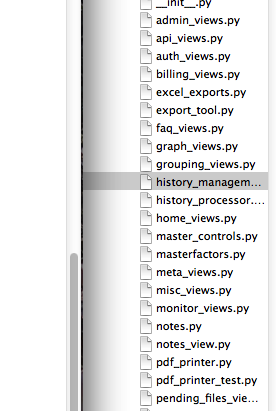 __init__.py
admin_views.py
api_views.py
auth_views.py
billing_views.py
excel_exports.py
export_tool.py
faq_views.py
graph_views.py
grouping_views.py
history_managem...
history_processor....
home_views.py
master_controls.py
masterfactors.py
meta_views.py
misc_views.py
monitor_views.py
notes.py
notes_view.py
pdf_printer.py
pdf_printer_test.py
pending_files_vie...